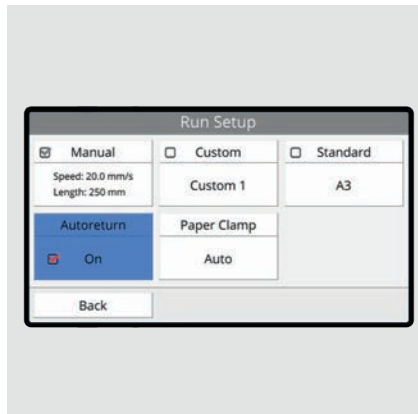 Run Setup
Manual
Custom
Standard
Speed: 20.0 mm/s
Length: 250 mm
Custom 1
A3
Autoreturn
Paper Clamp
On
Auto
Back